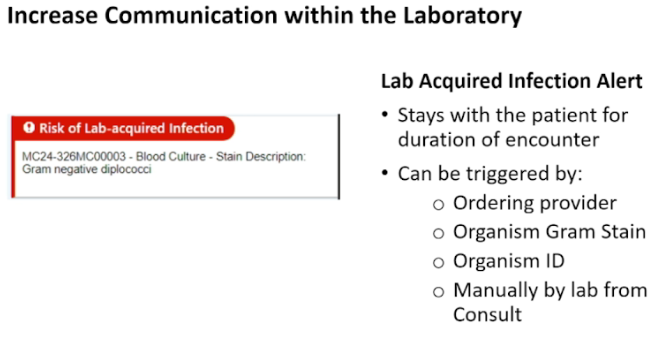 Increase Communication within the Laboratory
Risk of Lab-acquired Infection
MC24-326MC00003 - Blood Culture - Stain Description:
Gram negative diplococci
Lab Acquired Infection Alert
• Stays with the patient for
duration of encounter
• Can be triggered by:
o Ordering provider
o Organism Gram Stain
o Organism ID
o Manually by lab from
Consult